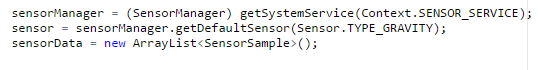 sensorManager = (SensorManager) getSystemService(Context.SENSOR_SERVICE);
sensor = sensorManager.getDefaultSensor(Sensor.TYPE_GRAVITY);
sensorData = new ArrayList<SensorSample>();